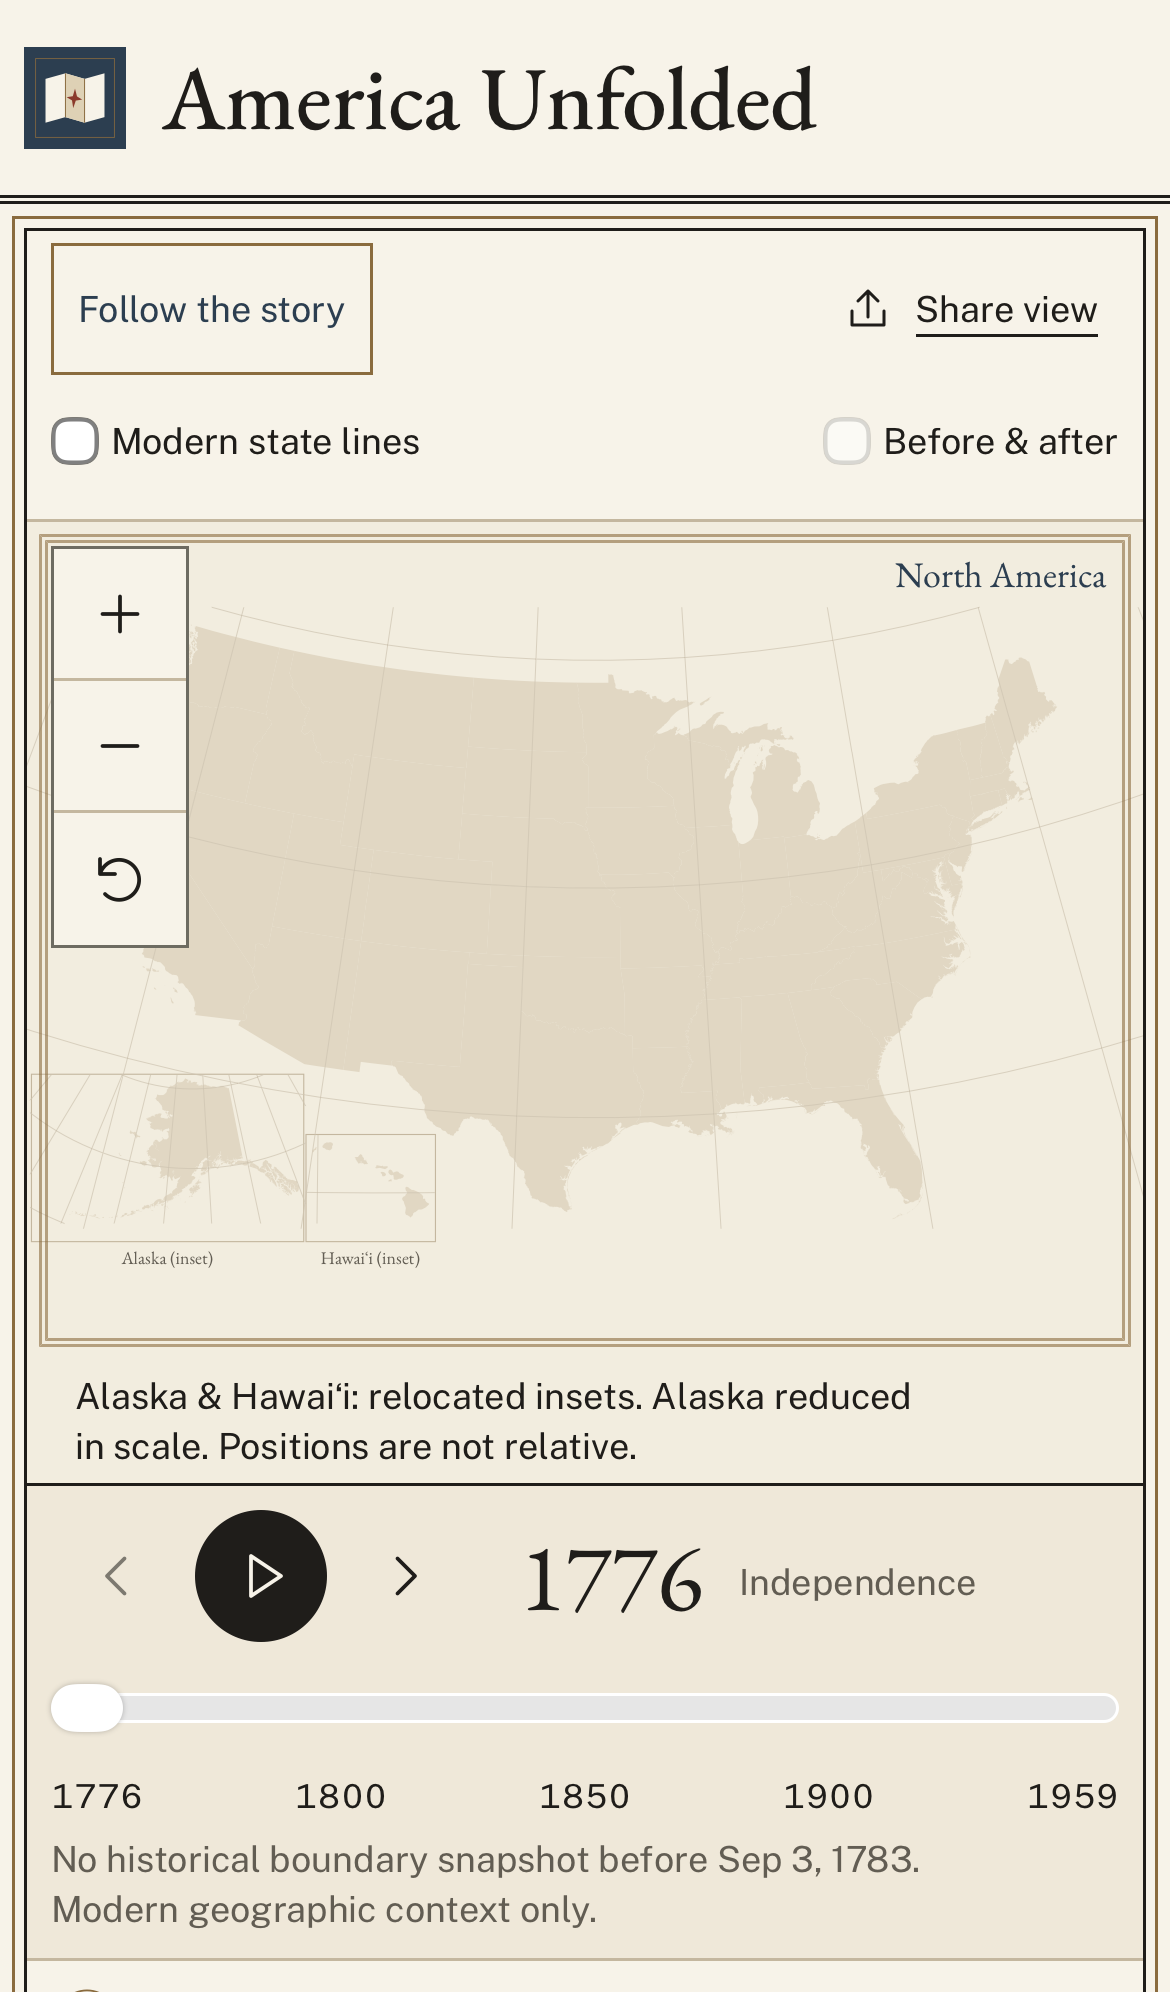 America Unfolded
Follow the story
Share view
Modern state lines
Before & after
North America
Alaska (inset)
Hawaiʻi (inset)
Alaska & Hawaiʻi: relocated insets. Alaska reduced
in scale. Positions are not relative.
1776 Independence
1776 1800 1850 1900 1959
No historical boundary snapshot before Sep 3, 1783.
Modern geographic context only.